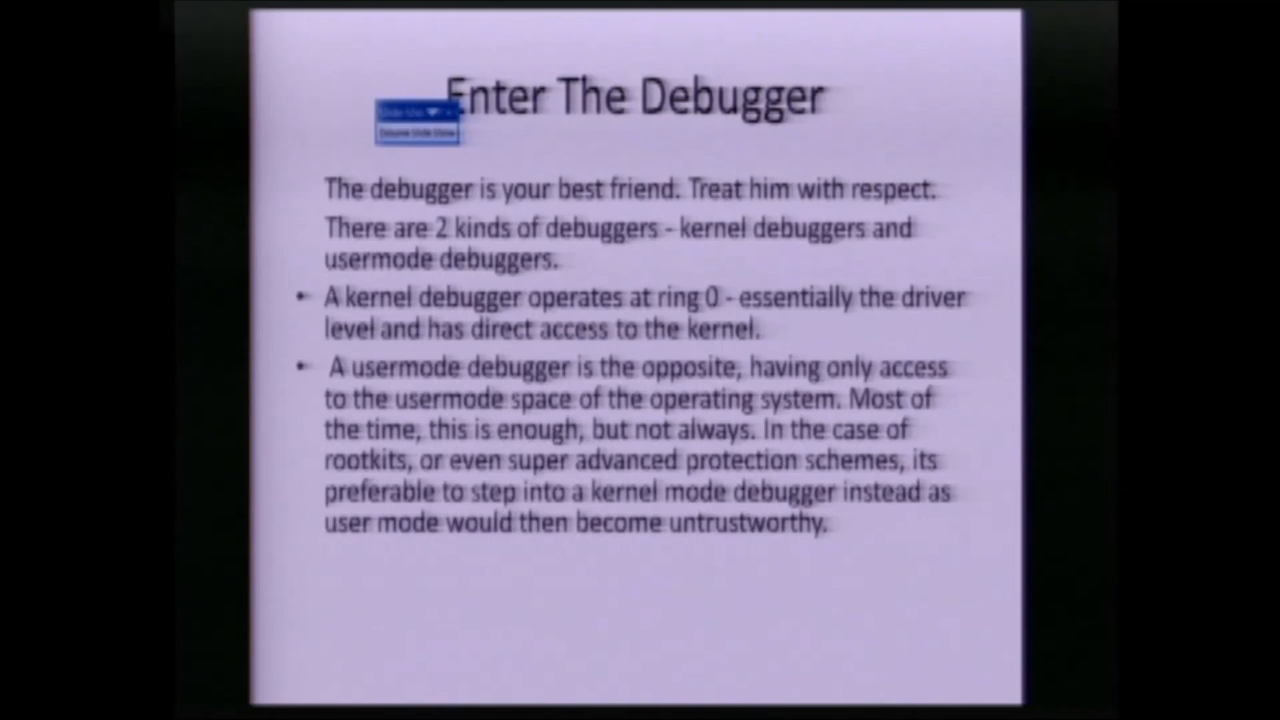 Enter The Debugger
The debugger is your best friend. Treat him with respect.
There are 2 kinds of debuggers - kernel debuggers and
usermode debuggers.
• A kernel debugger operates at ring 0 - essentially the driver
level and has direct access to the kernel.
• A usermode debugger is the opposite, having only access
to the usermode space of the operating system. Most of
the time, this is enough, but not always. In the case of
rootkits, or even super advanced protection schemes, its
preferable to step into a kernel mode debugger instead as
user mode would then become untrustworthy.